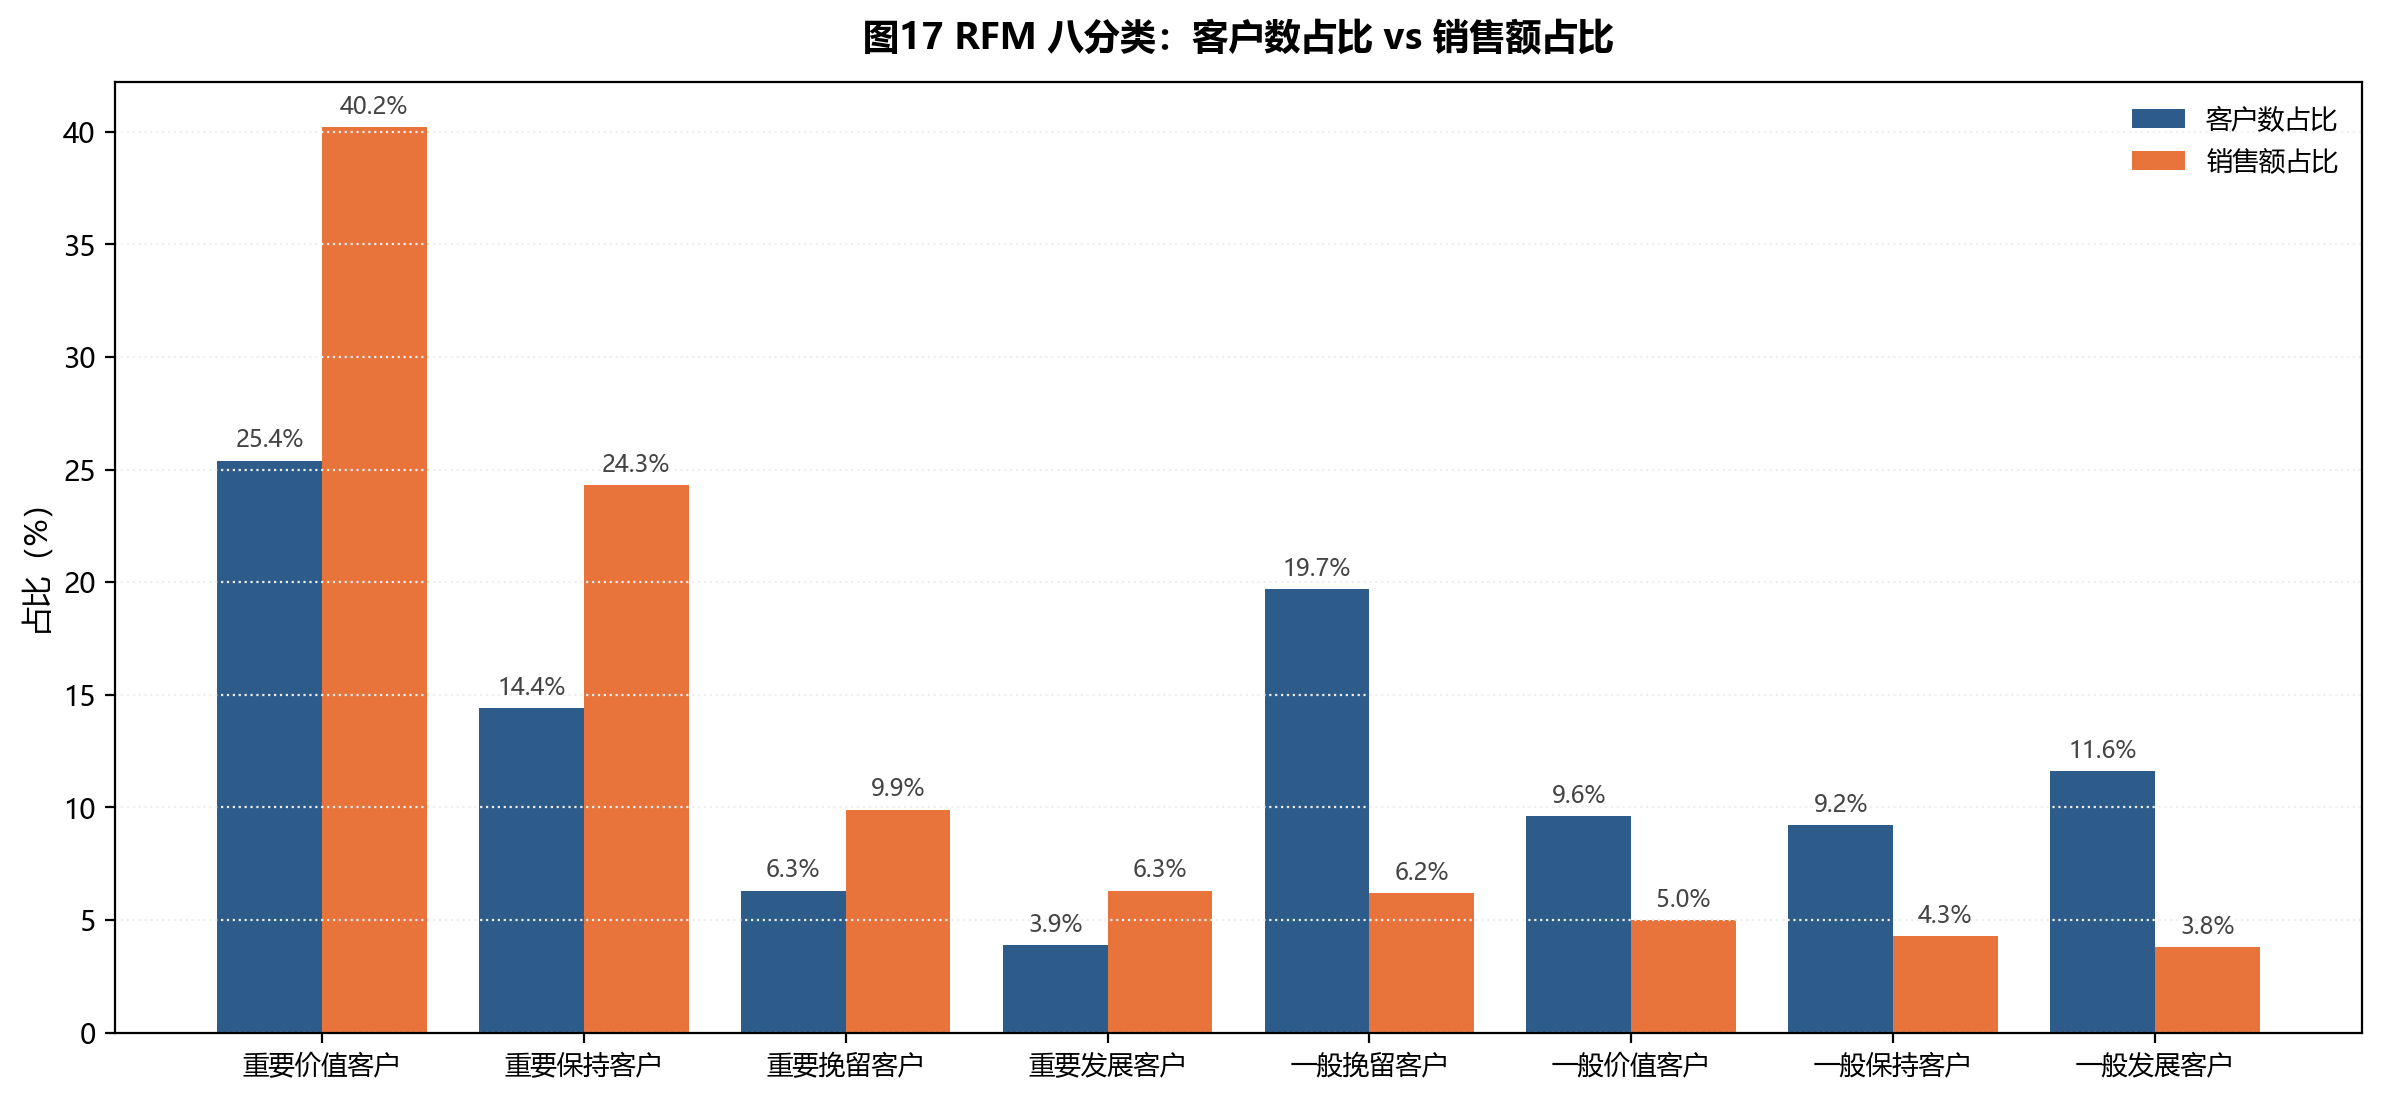 图17 RFM 八分类：客户数占比 vs 销售额占比
客户数占比
销售额占比
占比（%）
40
35
30
25
20
15
10
5
0
25.4%
40.2%
14.4%
24.3%
6.3%
9.9%
3.9%
6.3%
19.7%
6.2%
9.6%
5.0%
9.2%
4.3%
11.6%
3.8%
重要价值客户
重要保持客户
重要挽留客户
重要发展客户
一般挽留客户
一般价值客户
一般保持客户
一般发展客户